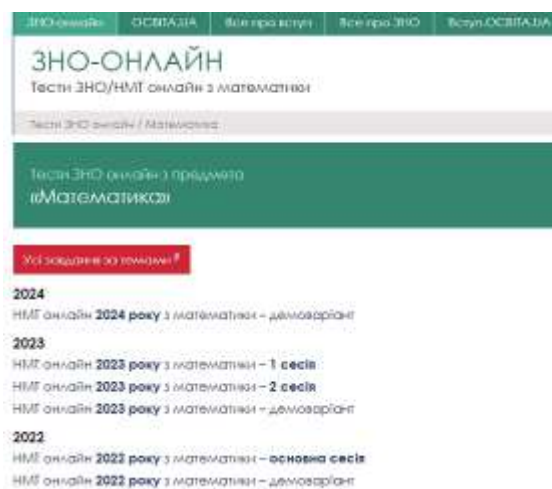 ЗНО-онлайн ОСВІТА.UA Все про вступ Все про ЗНО Вступ.ОСВІТА.UA
ЗНО-ОНЛАЙН
Тести ЗНО/НМТ онлайн з математики
Тести ЗНО онлайн / Математика
Тести ЗНО онлайн з предмета
«Математика»
Усі завдання за темами
2024
НМТ онлайн 2024 року з математики – демоваріант
2023
НМТ онлайн 2023 року з математики – 1 сесія
НМТ онлайн 2023 року з математики – 2 сесія
НМТ онлайн 2023 року з математики – демоваріант
2022
НМТ онлайн 2022 року з математики – основна сесія
НМТ онлайн 2022 року з математики – демоваріант